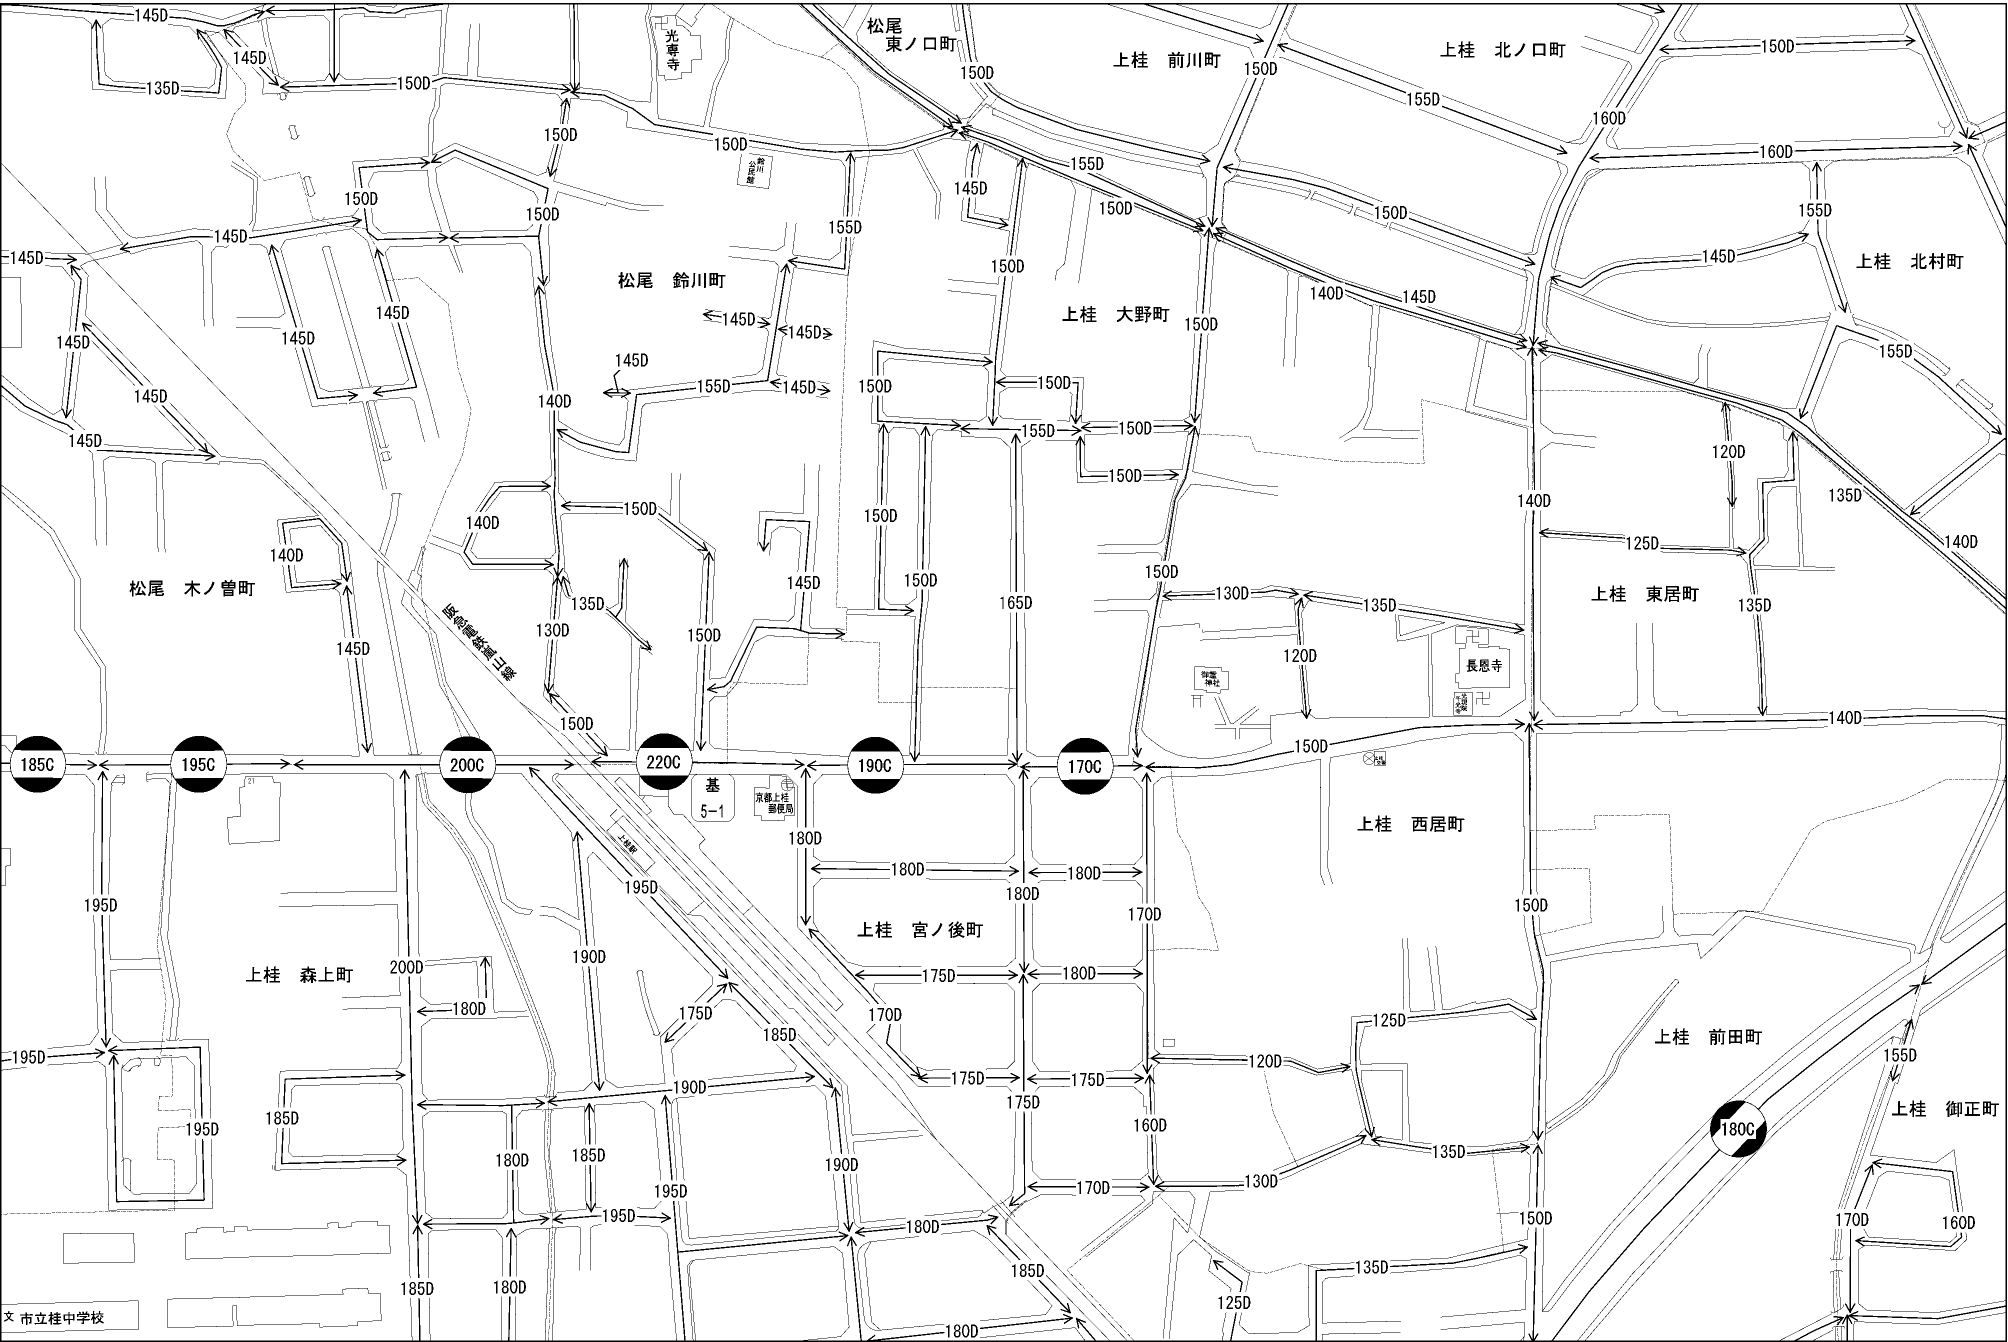 145D
145D
135D
150D
光専寺
松尾
東ノ口町
150D
上桂 前川町
150D
上桂 北ノ口町
150D
155D
160D
150D
150D
鈴川
公民館
155D
150D
145D
160D
150D
150D
145D
155D
150D
155D
145D
150D
145D
上桂 北村町
松尾 鈴川町
150D
145D
145D
145D
140D
145D
上桂 大野町
150D
145D
145D
145D
145D
155D
145D
155D
145D
150D
150D
145D
140D
145D
155D
150D
120D
150D
140D
135D
140D
150D
150D
140D
125D
140D
松尾 木ノ曽町
145D
150D
150D
130D
135D
上桂 東居町
135D
阪急電鉄嵐山線
135D
165D
130D
150D
145D
120D
長恩寺
御霊
神社
150D
140D
150D
185C
195C
200C
220C
190C
170C
基
5-1
京都上桂
郵便局
21
180D
上桂 西居町
上桂駅
180D
180D
195D
180D
195D
170D
150D
上桂 宮ノ後町
190D
200D
上桂 森上町
175D
180D
180D
175D
170D
125D
185D
上桂 前田町
195D
120D
155D
190D
175D
175D
175D
185D
上桂 御正町
195D
160D
180C
180D
185D
190D
135D
195D
170D
130D
195D
180D
150D
170D
160D
185D
135D
185D
180D
125D
文 市立桂中学校
180D